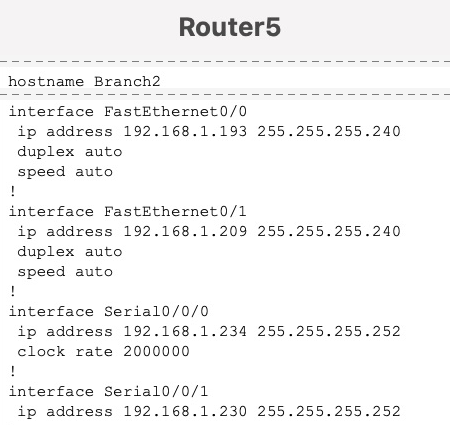 Router5
hostname Branch2
interface FastEthernet0/0
 ip address 192.168.1.193 255.255.255.240
 duplex auto
 speed auto
!
interface FastEthernet0/1
 ip address 192.168.1.209 255.255.255.240
 duplex auto
 speed auto
!
interface Serial0/0/0
 ip address 192.168.1.234 255.255.255.252
 clock rate 2000000
!
interface Serial0/0/1
 ip address 192.168.1.230 255.255.255.252